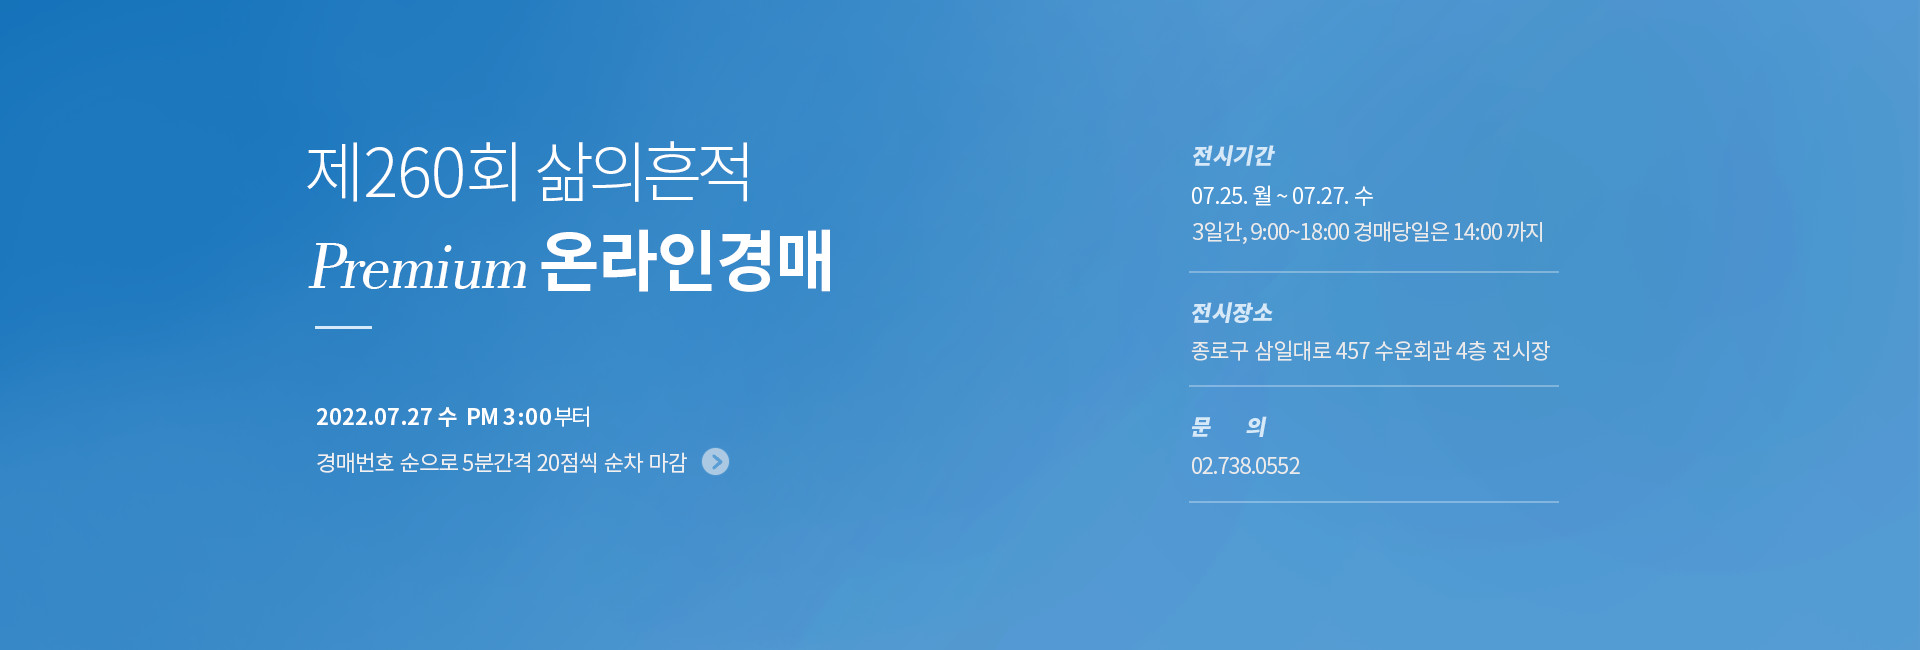 제260회 삶의흔적
Premium 온라인경매
2022.07.27 수 PM 3:00부터
경매번호 순으로 5분간격 20점씩 순차 마감
전시기간
07.25. 월 ~ 07.27. 수
3일간, 9:00~18:00 경매당일은 14:00 까지
전시장소
종로구 삼일대로 457 수운회관 4층 전시장
문 의
02.738.0552